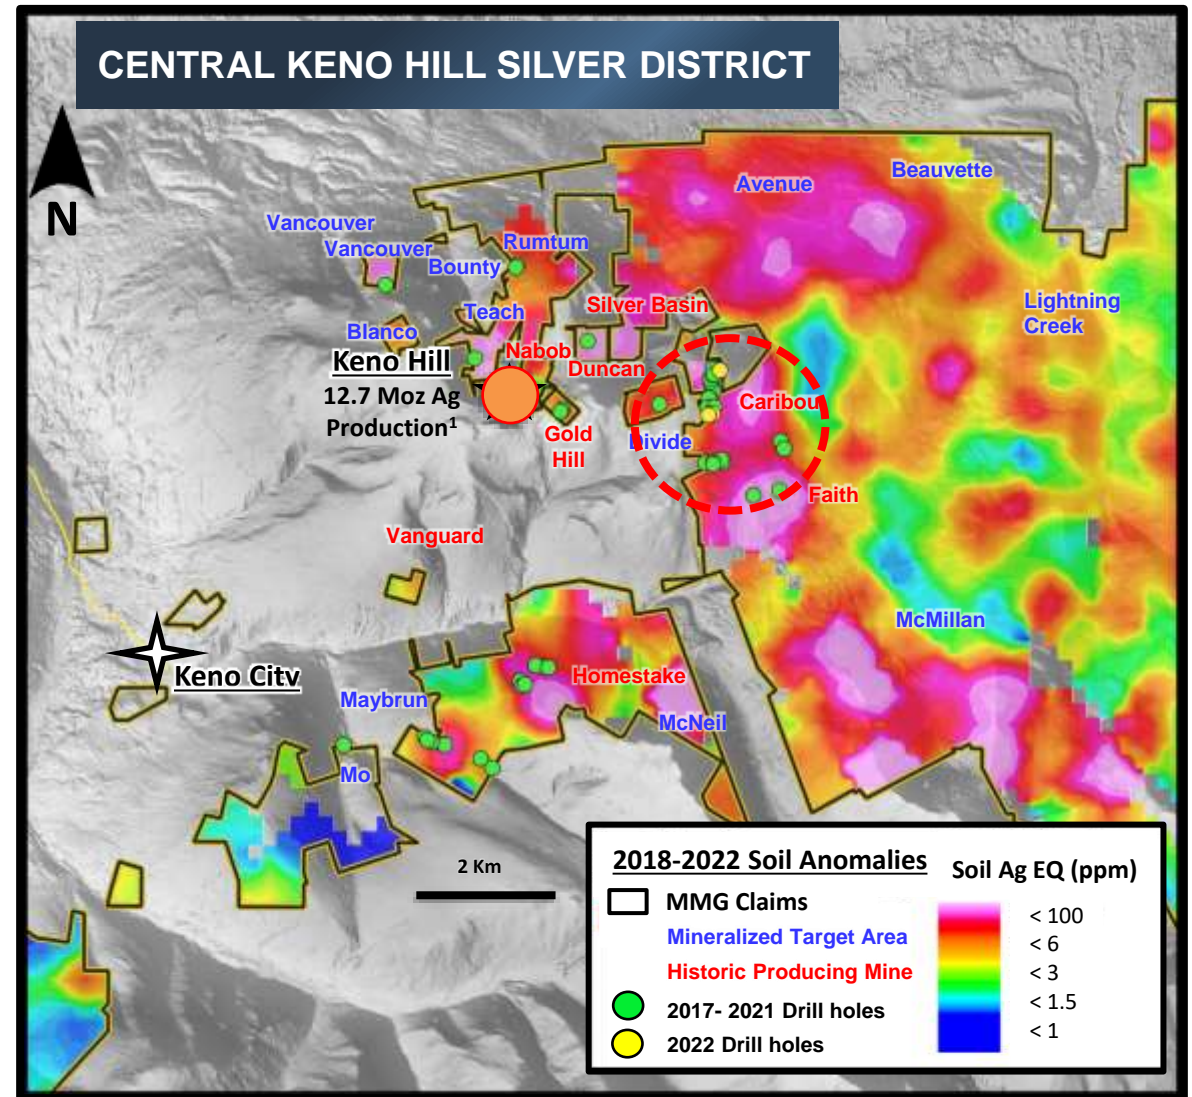 CENTRAL KENO HILL SILVER DISTRICT
N
Avenue
Beauvette
Vancouver
Vancouver
Rumtum
Bounty
Teach
Silver Basin
Lightning
Creek
Blanco
Keno Hill
12.7 Moz Ag
Production1
Nabob
Duncan
Caribou
Gold
Hill
Divide
Faith
Vanguard
McMillan
Keno City
Homestake
Maybrun
McNeil
Mo
2 Km
2018-2022 Soil Anomalies
MMG Claims
Mineralized Target Area
Historic Producing Mine
2017- 2021 Drill holes
2022 Drill holes
Soil Ag EQ (ppm)
< 100
< 6
< 3
< 1.5
< 1